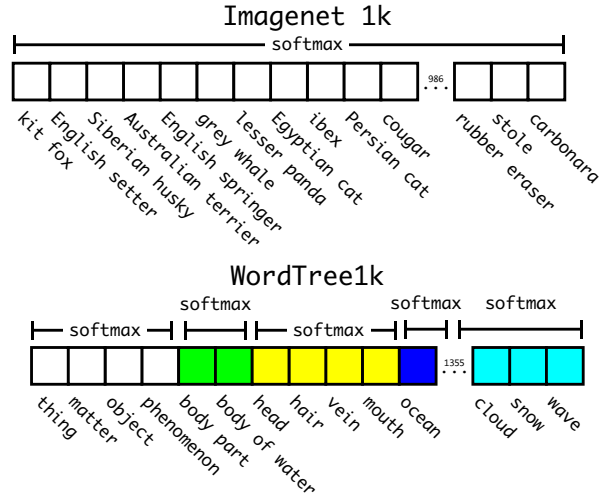 Imagenet 1k
softmax
986
...
kit fox
English setter
Siberian husky
Australian terrier
English springer
grey whale
lesser panda
Egyptian cat
ibex
Persian cat
cougar
rubber eraser
stole
carbonara
WordTree1k
softmax
softmax
softmax
softmax
softmax
1355
...
thing
matter
object
phenomenon
body part
body of water
head
hair
vein
mouth
ocean
cloud
snow
wave